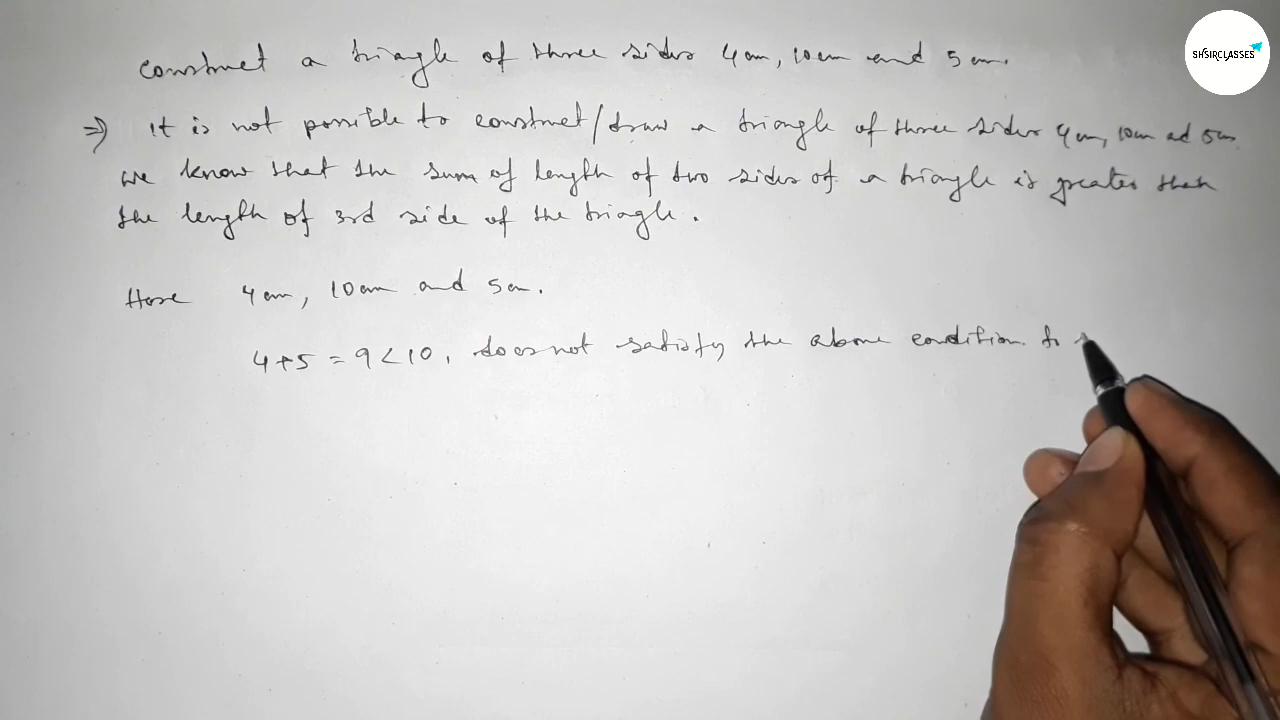 SHSIRCLASSES
construct a triangle of three sides 4cm, 10cm and 5cm.
⇒ It is not possible to construct/draw a triangle of three sides 4cm, 10cm ad 5cm.
we know that the sum of length of two sides of a triangle is greater than
the length of 3rd side of the triagle.
Here 4cm, 10cm and 5cm.
4+5 = 9<10, does not satisfy the above condition to